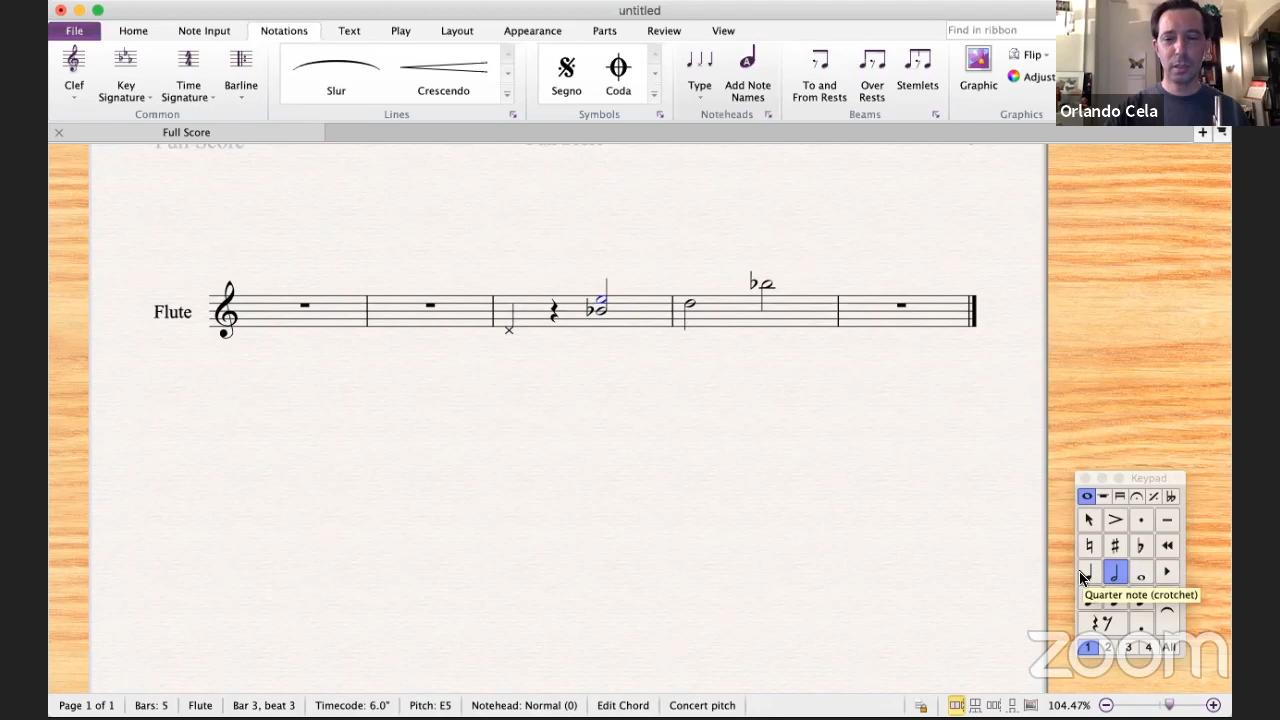 untitled
File Home Note Input Notations Text Play Layout Appearance Parts Review View Find in ribbon
Clef Key Signature Time Signature Barline Slur Crescendo Segno Coda Type Add Note Names To and From Rests Over Rests Stemlets Graphic Flip Adjust
Common Lines Symbols Noteheads Beams Graphics
Orlando Cela
Full Score
Full Score
Flute
Keypad
Quarter note (crotchet)
1 2 3 4 All
zoom
Page 1 of 1 Bars: 5 Flute Bar 3, beat 3 Timecode: 6.0" Pitch: E5 Notehead: Normal (0) Edit Chord Concert pitch 104.47%